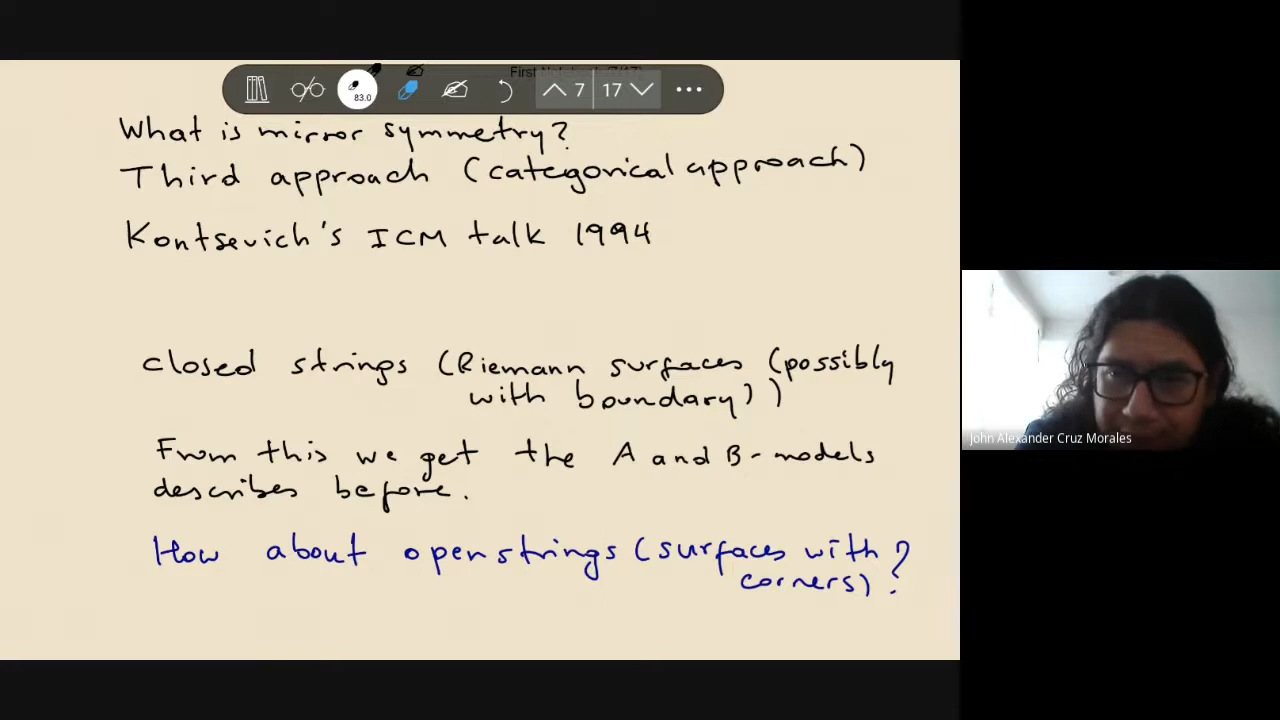 83.0
7
17
What is mirror symmetry?
Third approach (categorical approach)
Kontsevich's ICM talk 1994
closed strings (Riemann surfaces (possibly
with boundary))
From this we get the A and B-models
describes before.
How about open strings (surfaces with
corners)?
John Alexander Cruz Morales